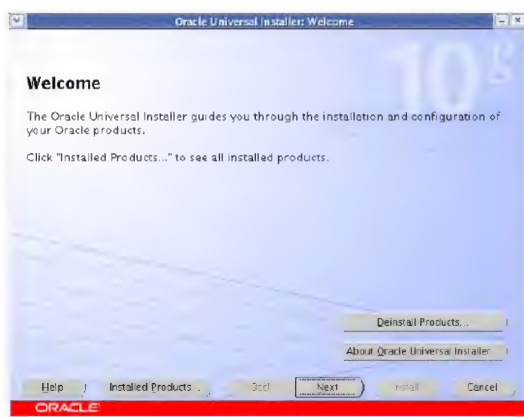 Oracle Universal Installer: Welcome
10g
Welcome
The Oracle Universal Installer guides you through the installation and configuration of
your Oracle products.
Click "Installed Products..." to see all installed products.
Deinstall Products...
About Oracle Universal Installer...
Help
Installed Products...
Back
Next
Install
Cancel
ORACLE